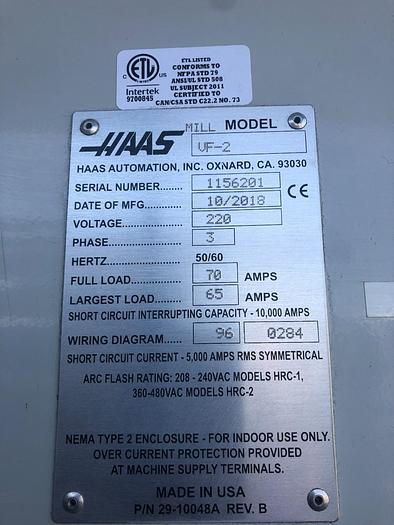 ETL LISTED
CONFORMS TO
NFPA STD 79
ANSI/UL STD 508
UL SUBJECT 2011
CERTIFIED TO
CAN/CSA STD C22.2 NO. 73
C ETL US
LISTED
Intertek
9700845
HAAS MILL MODEL
VF-2
HAAS AUTOMATION, INC. OXNARD, CA. 93030
SERIAL NUMBER....... 1156201 CE
DATE OF MFG........... 10/2018
VOLTAGE.................. 220
PHASE...................... 3
HERTZ....................... 50/60
FULL LOAD............... 70 AMPS
LARGEST LOAD........ 65 AMPS
SHORT CIRCUIT INTERRUPTING CAPACITY - 10,000 AMPS
WIRING DIAGRAM...... 96 0284
SHORT CIRCUIT CURRENT - 5,000 AMPS RMS SYMMETRICAL
ARC FLASH RATING: 208 - 240VAC MODELS HRC-1,
360-480VAC MODELS HRC-2
NEMA TYPE 2 ENCLOSURE - FOR INDOOR USE ONLY.
OVER CURRENT PROTECTION PROVIDED
AT MACHINE SUPPLY TERMINALS.
MADE IN USA
P/N 29-10048A REV. B